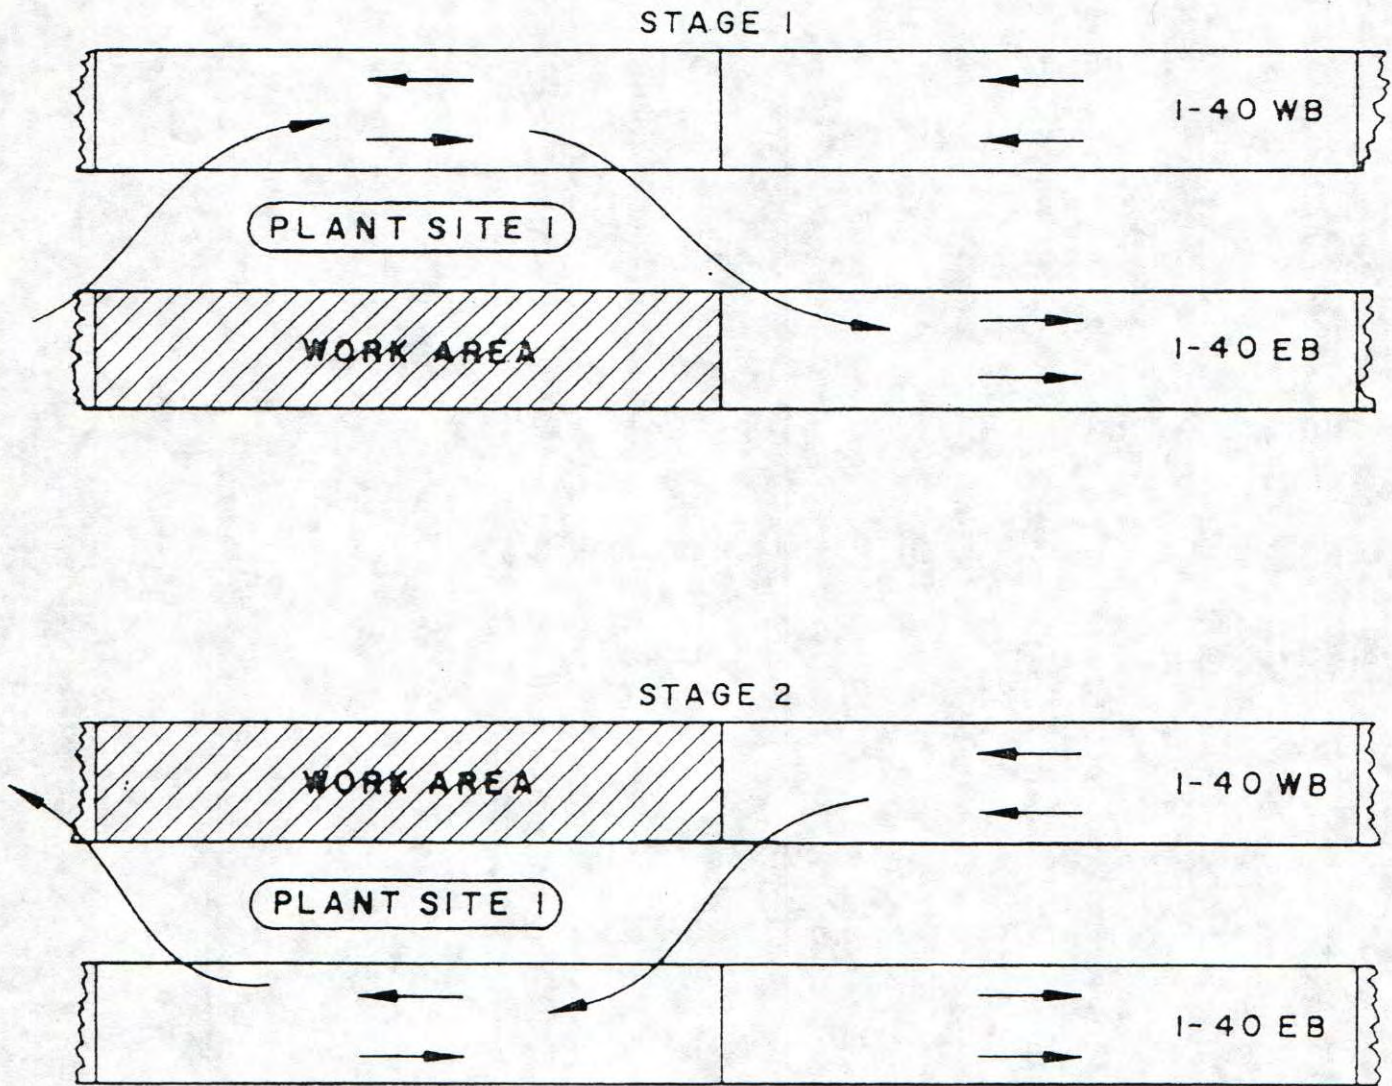 STAGE 1
I-40 WB
PLANT SITE 1
WORK AREA
I-40 EB
STAGE 2
WORK AREA
I-40 WB
PLANT SITE 1
I-40 EB